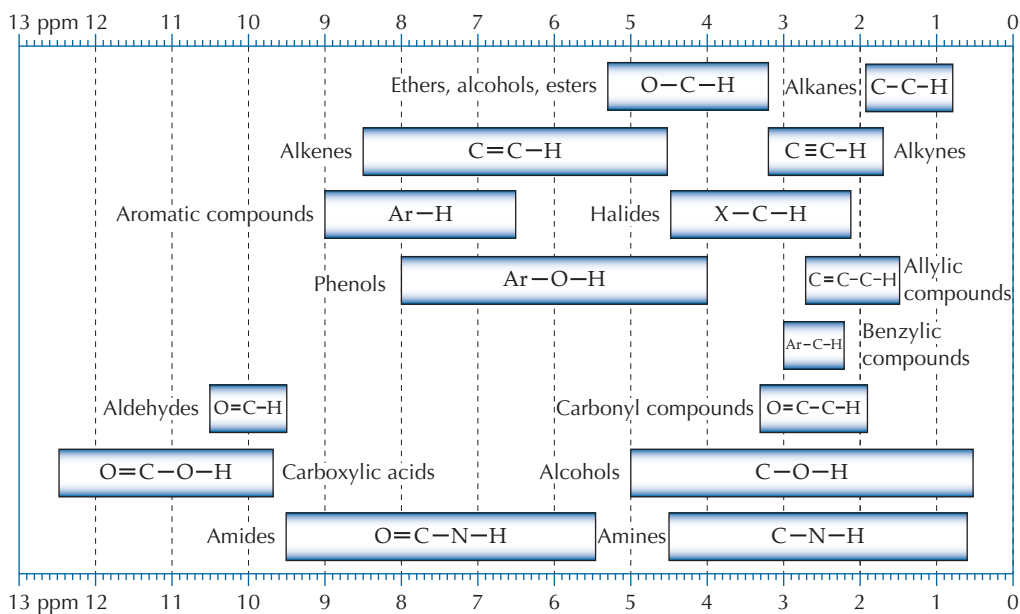 13 ppm 12 11 10 9 8 7 6 5 4 3 2 1 0
Ethers, alcohols, esters O–C–H Alkanes C–C–H
Alkenes C=C–H C≡C–H Alkynes
Aromatic compounds Ar–H Halides X–C–H
Phenols Ar–O–H C=C–C–H Allylic
compounds
Ar–C–H Benzylic
compounds
Aldehydes O=C–H Carbonyl compounds O=C–C–H
O=C–O–H Carboxylic acids Alcohols C–O–H
Amides O=C–N–H Amines C–N–H
13 ppm 12 11 10 9 8 7 6 5 4 3 2 1 0